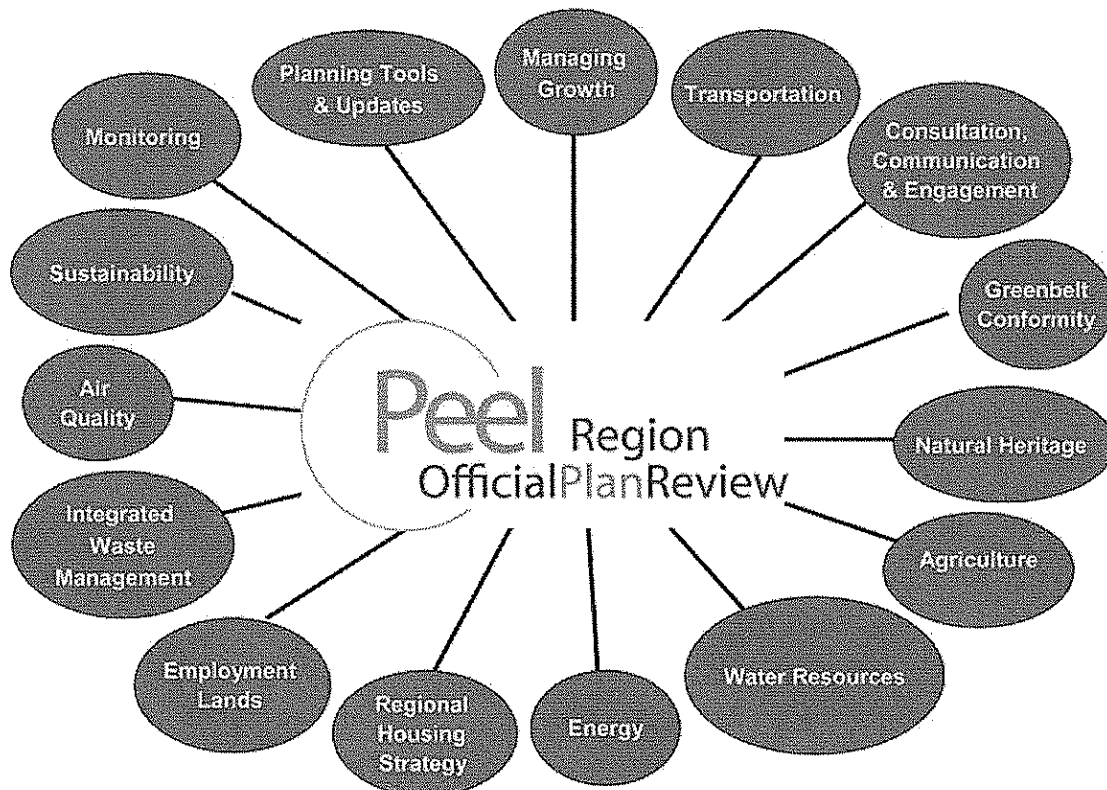 Planning Tools
& Updates
Managing
Growth
Transportation
Monitoring
Consultation,
Communication
& Engagement
Sustainability
Greenbelt
Conformity
Air
Quality
Peel Region
OfficialPlanReview
Natural Heritage
Integrated
Waste
Management
Agriculture
Employment
Lands
Regional
Housing
Strategy
Energy
Water Resources